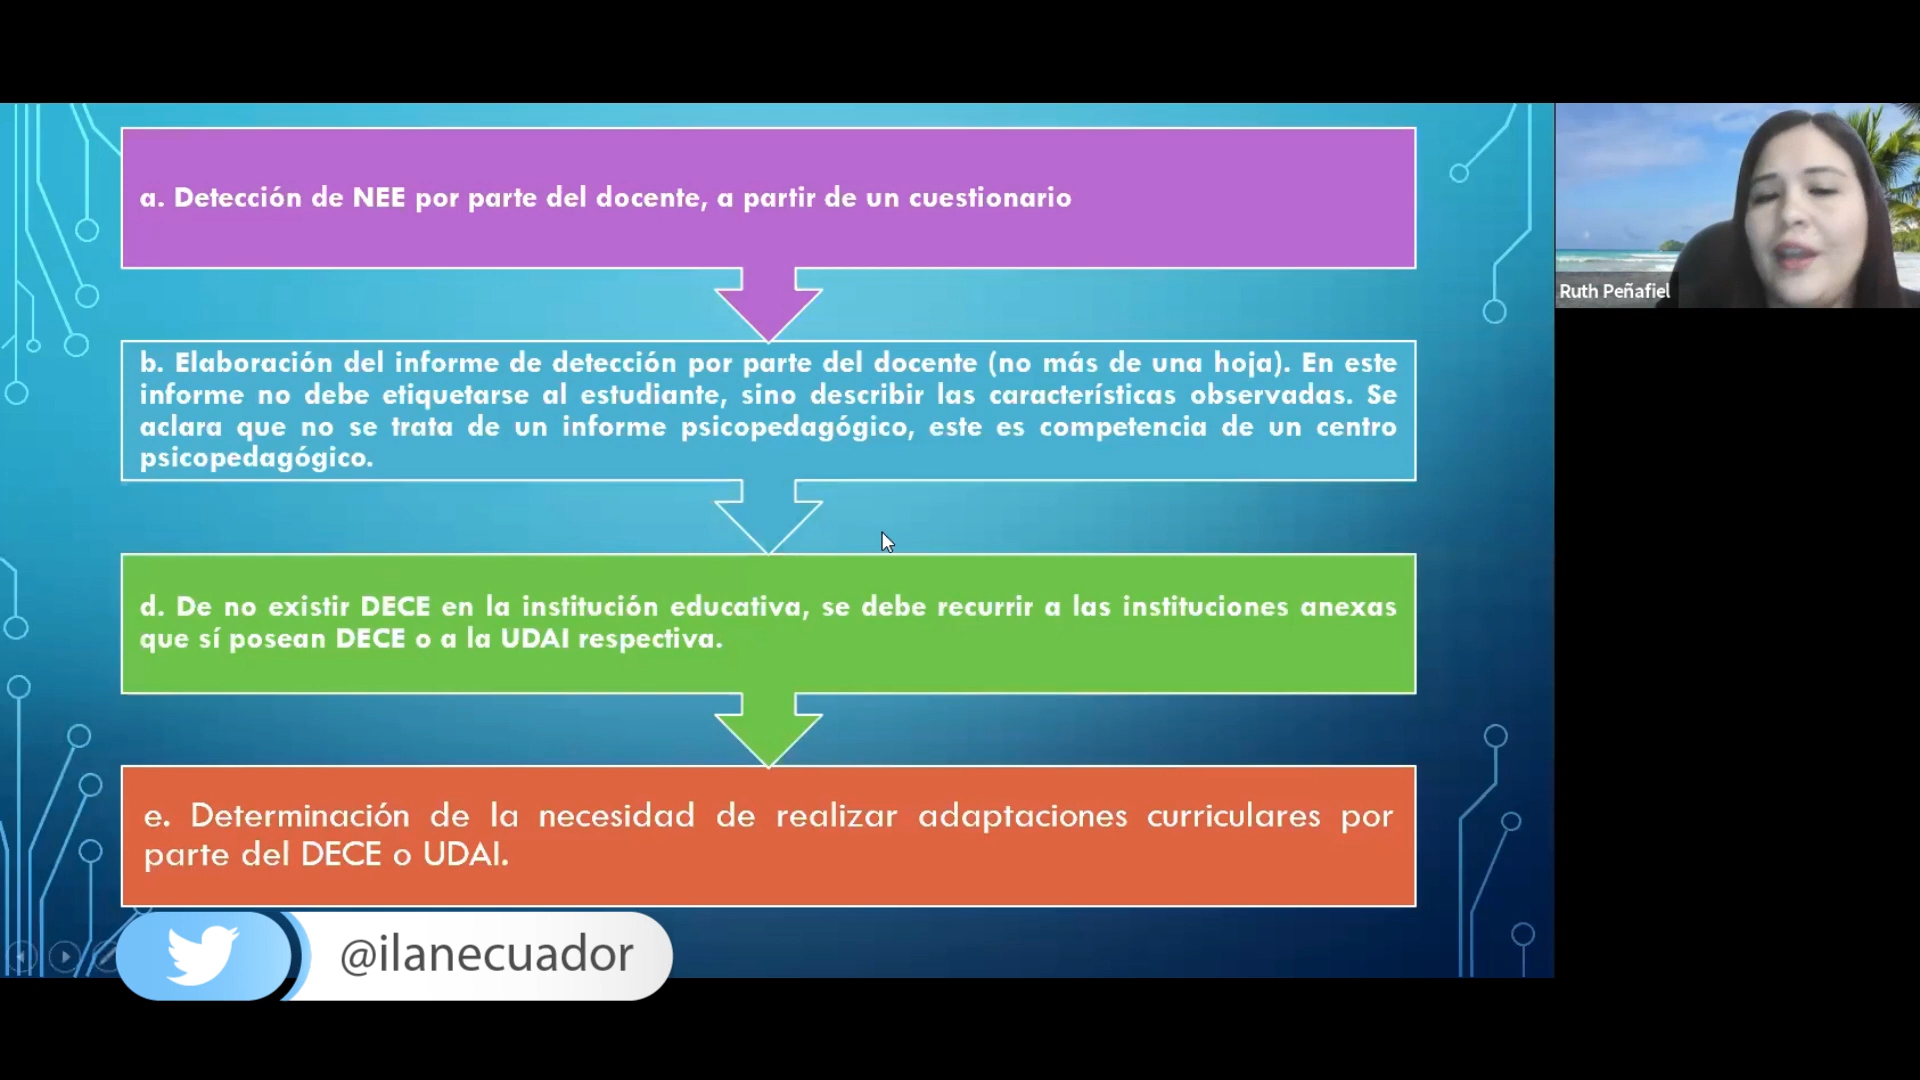 a. Detección de NEE por parte del docente, a partir de un cuestionario
b. Elaboración del informe de detección por parte del docente (no más de una hoja). En este
informe no debe etiquetarse al estudiante, sino describir las características observadas. Se
aclara que no se trata de un informe psicopedagógico, este es competencia de un centro
psicopedagógico.
d. De no existir DECE en la institución educativa, se debe recurrir a las instituciones anexas
que sí posean DECE o a la UDAI respectiva.
e. Determinación de la necesidad de realizar adaptaciones curriculares por
parte del DECE o UDAI.
@ilanecuador
Ruth Peñafiel